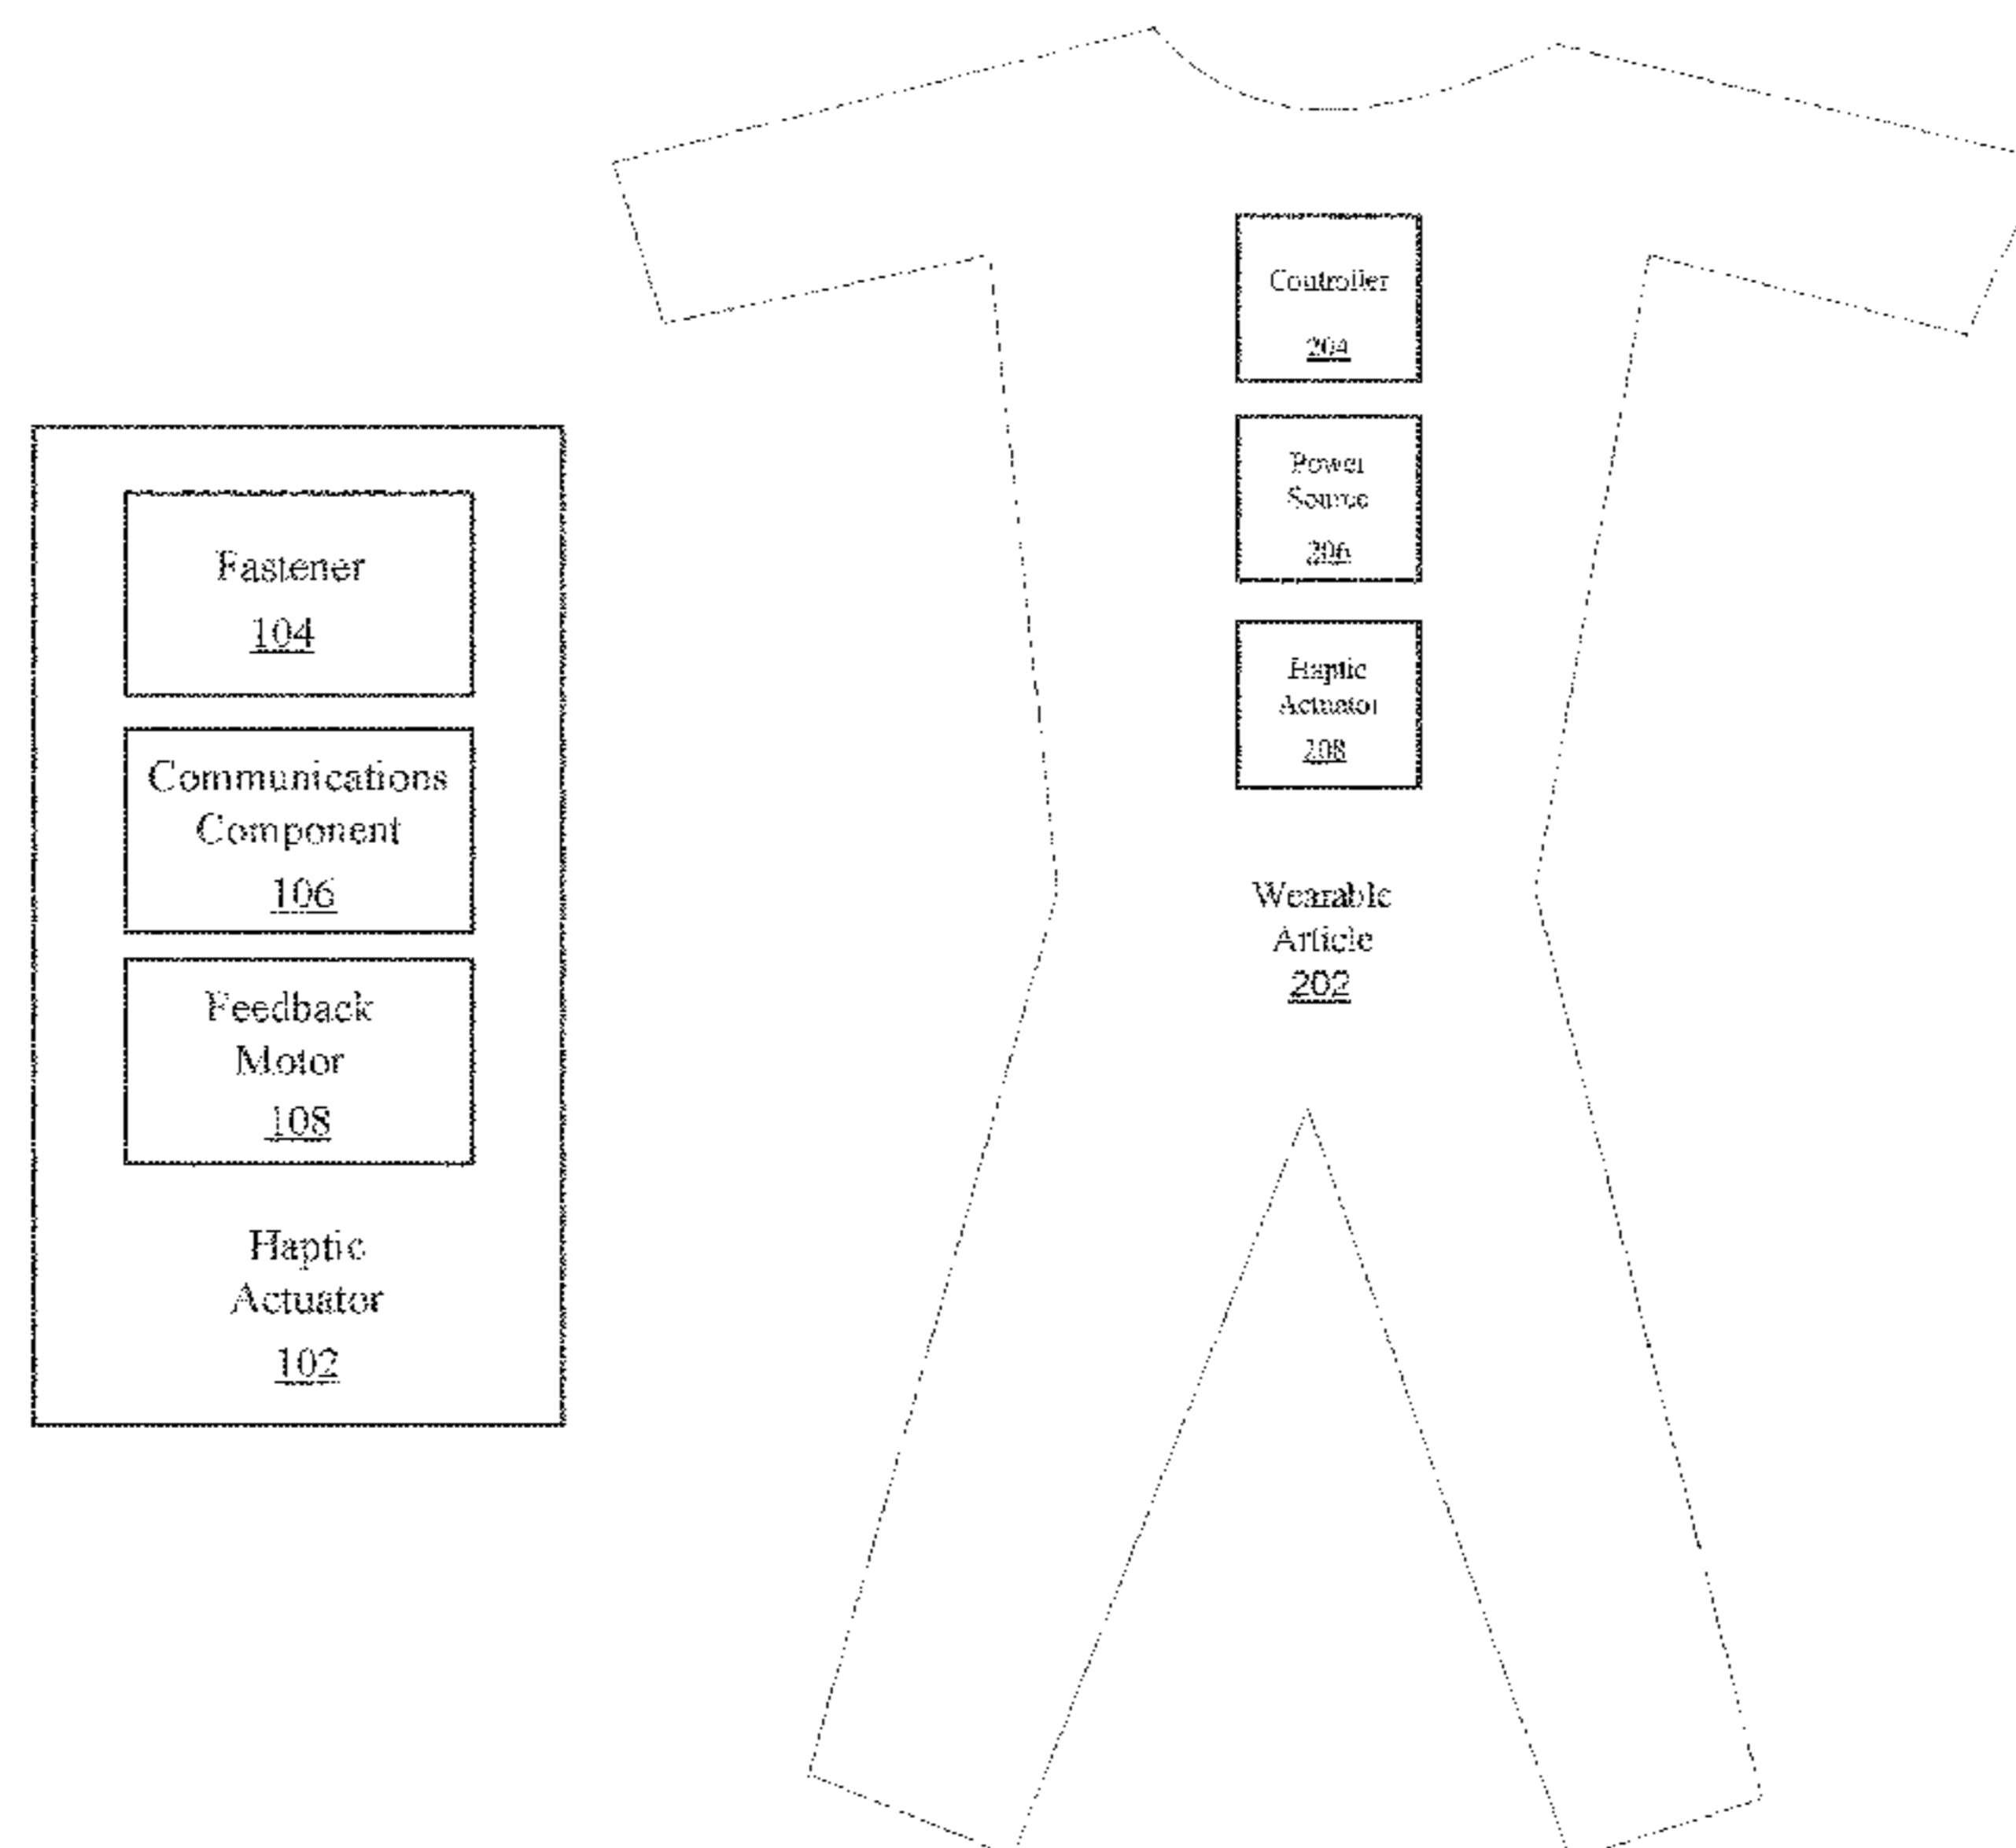 Fastener
104
Communications
Component
106
Feedback
Motor
108
Haptic
Actuator
102
Controller
204
Power
Source
206
Haptic
Actuator
208
Wearable
Article
202